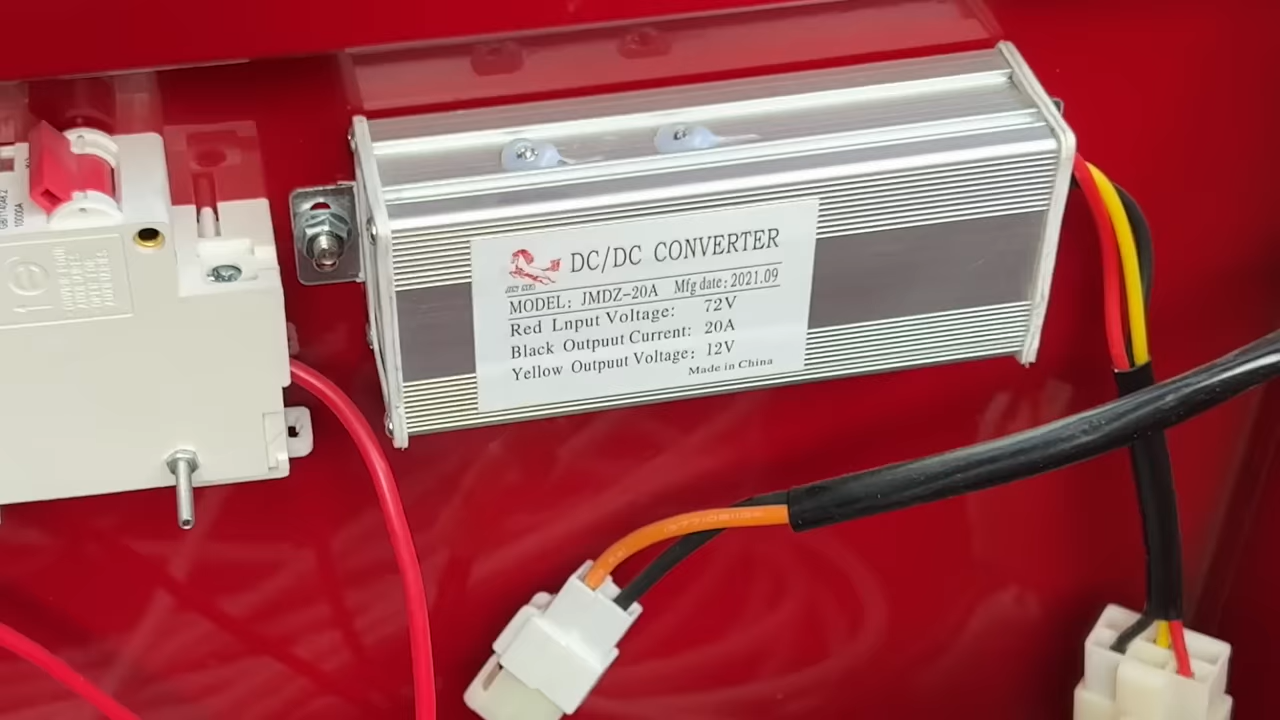 DC/DC CONVERTER
MODEL: JMDZ-20A Mfg date: 2021.09
Red Lnput Voltage: 72V
Black Outpuut Current: 20A
Yellow Outpuut Voltage: 12V
Made in China
10000A